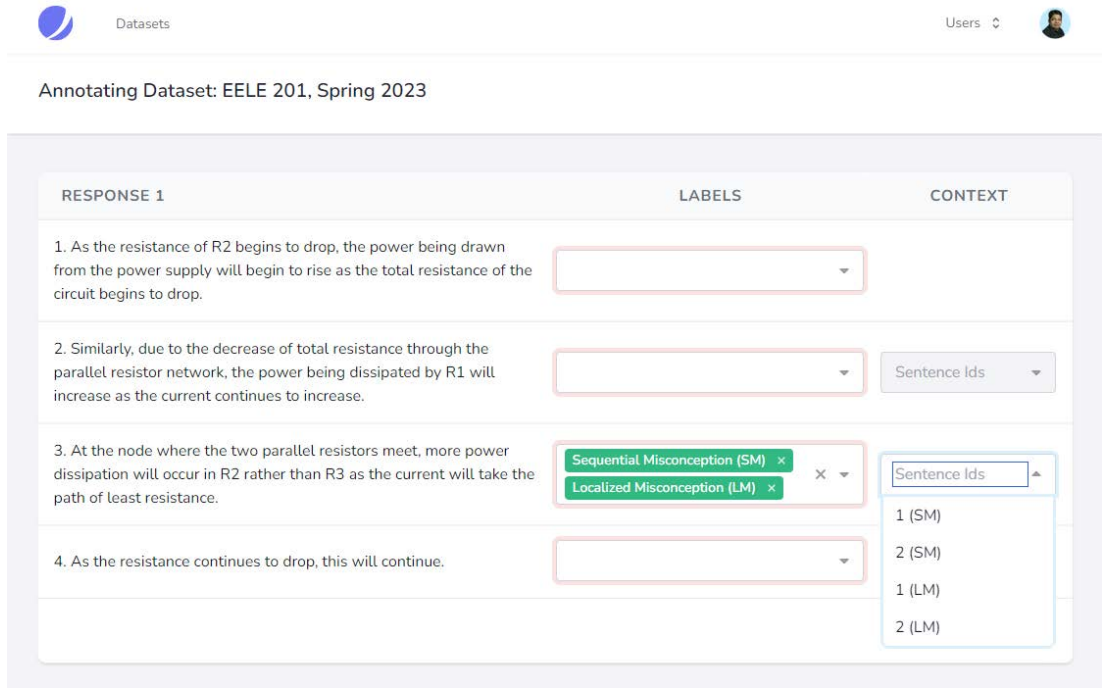 Datasets
Users
Annotating Dataset: EELE 201, Spring 2023
RESPONSE 1
LABELS
CONTEXT
1. As the resistance of R2 begins to drop, the power being drawn
from the power supply will begin to rise as the total resistance of the
circuit begins to drop.
2. Similarly, due to the decrease of total resistance through the
parallel resistor network, the power being dissipated by R1 will
increase as the current continues to increase.
Sentence Ids
3. At the node where the two parallel resistors meet, more power
dissipation will occur in R2 rather than R3 as the current will take the
path of least resistance.
Sequential Misconception (SM) ×
Localized Misconception (LM) ×
Sentence Ids
1 (SM)
2 (SM)
1 (LM)
2 (LM)
4. As the resistance continues to drop, this will continue.